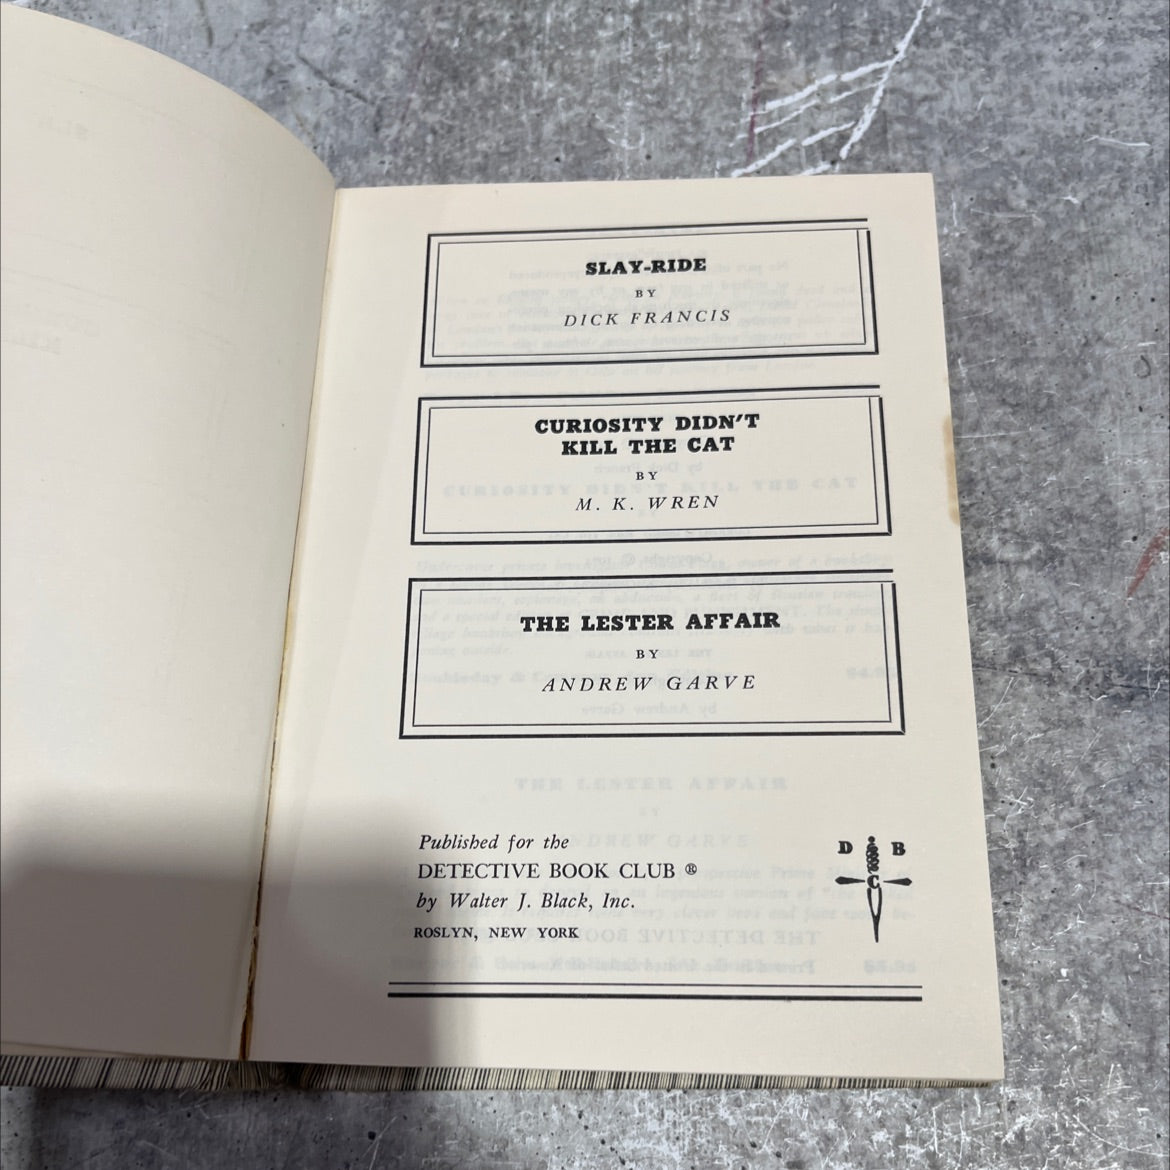 SLAY-RIDE
BY
DICK FRANCIS
CURIOSITY DIDN'T
KILL THE CAT
BY
M. K. WREN
THE LESTER AFFAIR
BY
ANDREW GARVE
Published for the
DETECTIVE BOOK CLUB ®
by Walter J. Black, Inc.
ROSLYN, NEW YORK
D B
C